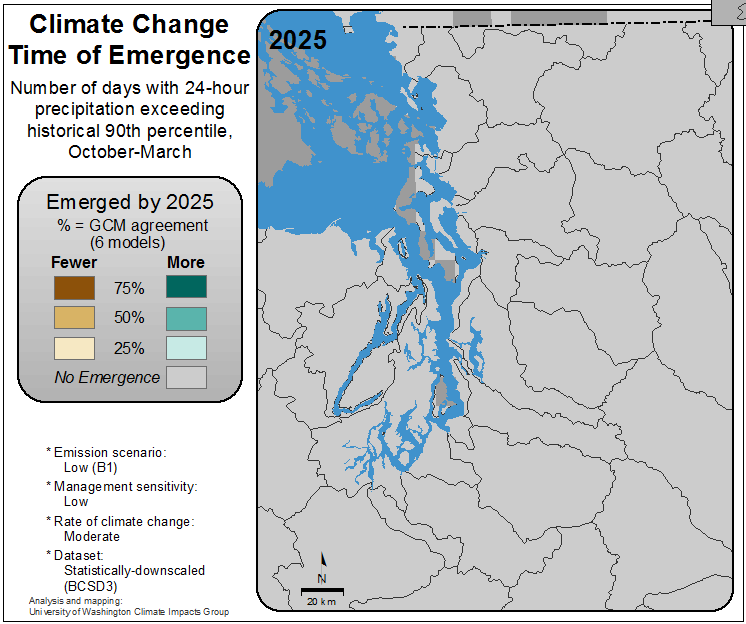 Climate Change
Time of Emergence
Number of days with 24-hour
precipitation exceeding
historical 90th percentile,
October-March
2025
Emerged by 2025
% = GCM agreement
(6 models)
Fewer More
75%
50%
25%
No Emergence
* Emission scenario:
Low (B1)
* Management sensitivity:
Low
* Rate of climate change:
Moderate
* Dataset:
Statistically-downscaled
(BCSD3)
Analysis and mapping:
University of Washington Climate Impacts Group
N
20 km